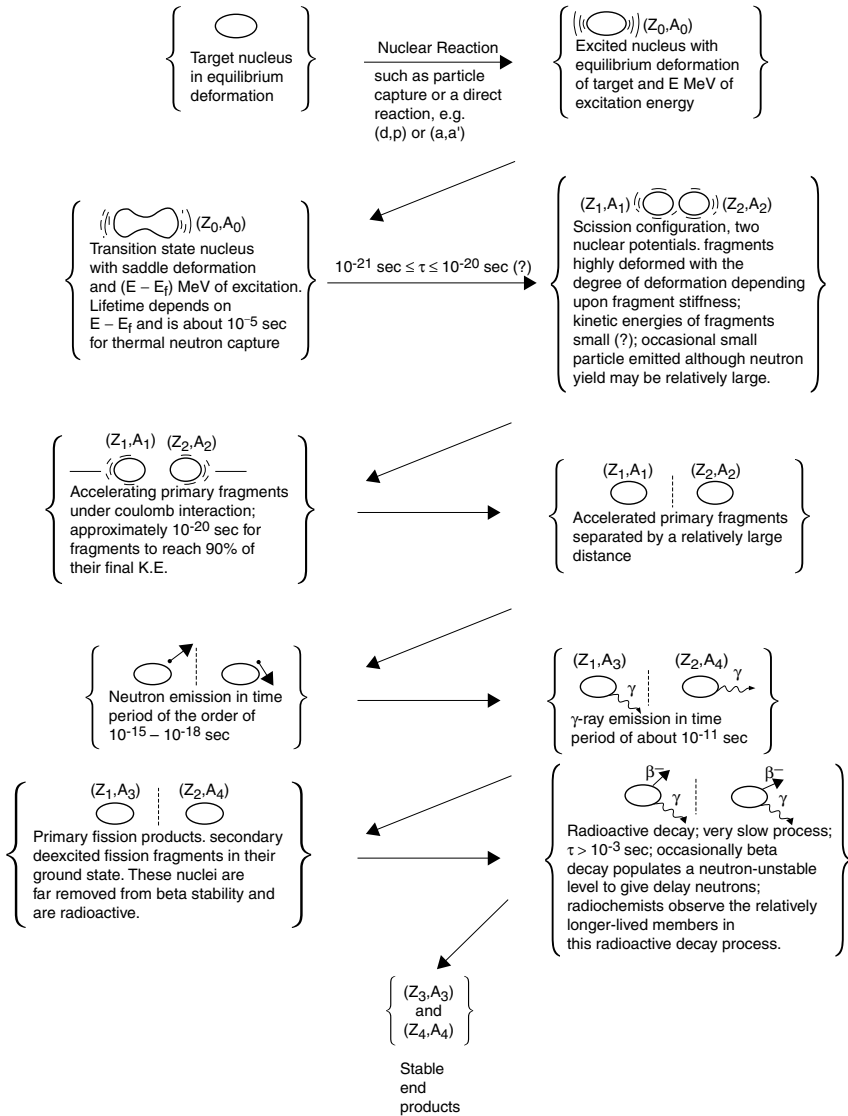 Target nucleus
in equilibrium
deformation
Nuclear Reaction
such as particle
capture or a direct
reaction, e.g.
(d,p) or (a,a')
(Z0,A0)
Excited nucleus with
equilibrium deformation
of target and E MeV of
excitation energy
(Z0,A0)
Transition state nucleus
with saddle deformation
and (E – Ef) MeV of excitation.
Lifetime depends on
E – Ef and is about 10-5 sec
for thermal neutron capture
10-21 sec ≤ τ ≤ 10-20 sec (?)
(Z1,A1) (Z2,A2)
Scission configuration, two
nuclear potentials. fragments
highly deformed with the
degree of deformation depending
upon fragment stiffness;
kinetic energies of fragments
small (?); occasional small
particle emitted although neutron
yield may be relatively large.
(Z1,A1) (Z2,A2)
Accelerating primary fragments
under coulomb interaction;
approximately 10-20 sec for
fragments to reach 90% of
their final K.E.
(Z1,A1) (Z2,A2)
Accelerated primary fragments
separated by a relatively large
distance
Neutron emission in time
period of the order of
10-15 – 10-18 sec
(Z1,A3) (Z2,A4)
γ
γ
γ-ray emission in time
period of about 10-11 sec
(Z1,A3) (Z2,A4)
Primary fission products. secondary
deexcited fission fragments in their
ground state. These nuclei are
far removed from beta stability and
are radioactive.
β– β–
γ γ
Radioactive decay; very slow process;
τ > 10-3 sec; occasionally beta
decay populates a neutron-unstable
level to give delay neutrons;
radiochemists observe the relatively
longer-lived members in
this radioactive decay process.
(Z3,A3)
and
(Z4,A4)
Stable
end
products